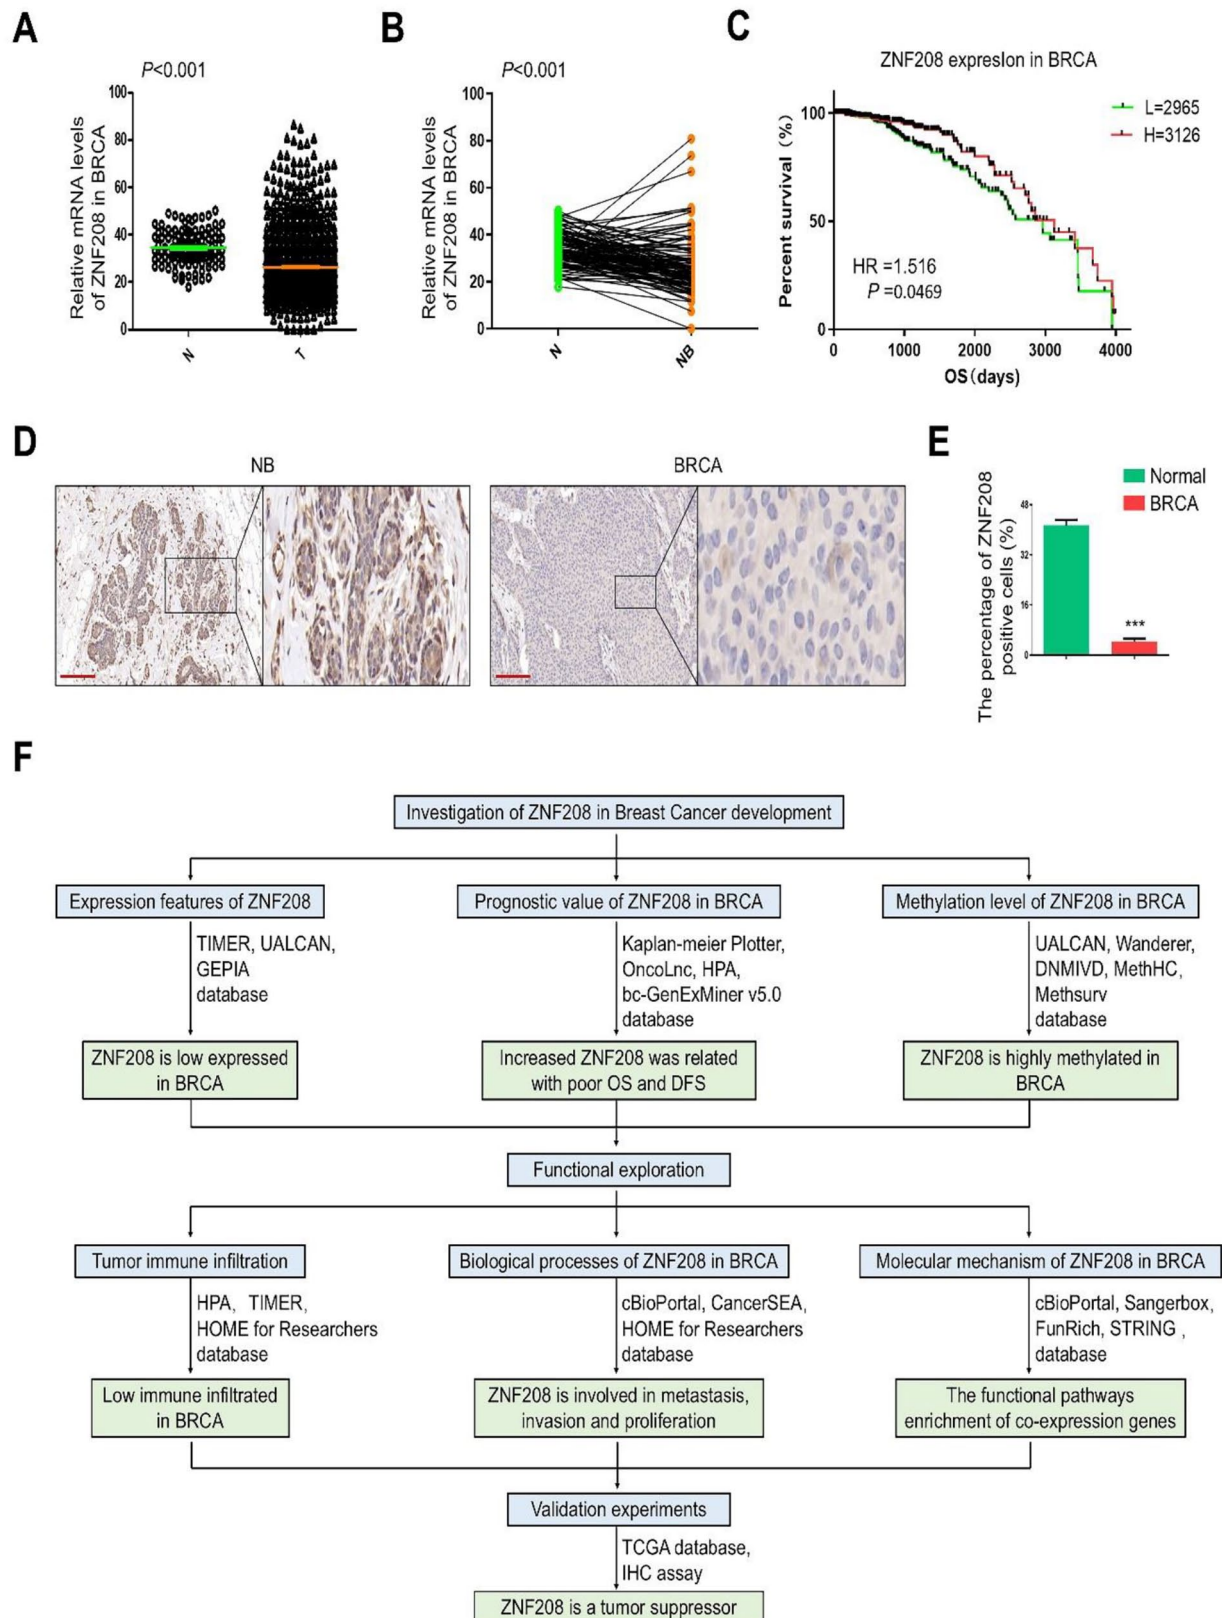 A
P<0.001
Relative mRNA levels
of ZNF208 in BRCA
100
80
60
40
20
0
N
T
B
P<0.001
Relative mRNA levels
of ZNF208 in BRCA
100
80
60
40
20
0
N
NB
C
ZNF208 expresIon in BRCA
Percent survival (%)
100
50
0
HR =1.516
P =0.0469
L=2965
H=3126
0
1000
2000
3000
4000
OS(days)
D
NB
BRCA
E
The percentage of ZNF208
positive cells (%)
48
32
16
0
***
Normal
BRCA
F
Investigation of ZNF208 in Breast Cancer development
Expression features of ZNF208
Prognostic value of ZNF208 in BRCA
Methylation level of ZNF208 in BRCA
TIMER, UALCAN,
GEPIA
database
Kaplan-meier Plotter,
OncoLnc, HPA,
bc-GenExMiner v5.0
database
UALCAN, Wanderer,
DNMIVD, MethHC,
Methsurv
database
ZNF208 is low expressed
in BRCA
Increased ZNF208 was related
with poor OS and DFS
ZNF208 is highly methylated in
BRCA
Functional exploration
Tumor immune infiltration
Biological processes of ZNF208 in BRCA
Molecular mechanism of ZNF208 in BRCA
HPA, TIMER,
HOME for Researchers
database
cBioPortal, CancerSEA,
HOME for Researchers
database
cBioPortal, Sangerbox,
FunRich, STRING ,
database
Low immune infiltrated
in BRCA
ZNF208 is involved in metastasis,
invasion and proliferation
The functional pathways
enrichment of co-expression genes
Validation experiments
TCGA database,
IHC assay
ZNF208 is a tumor suppressor